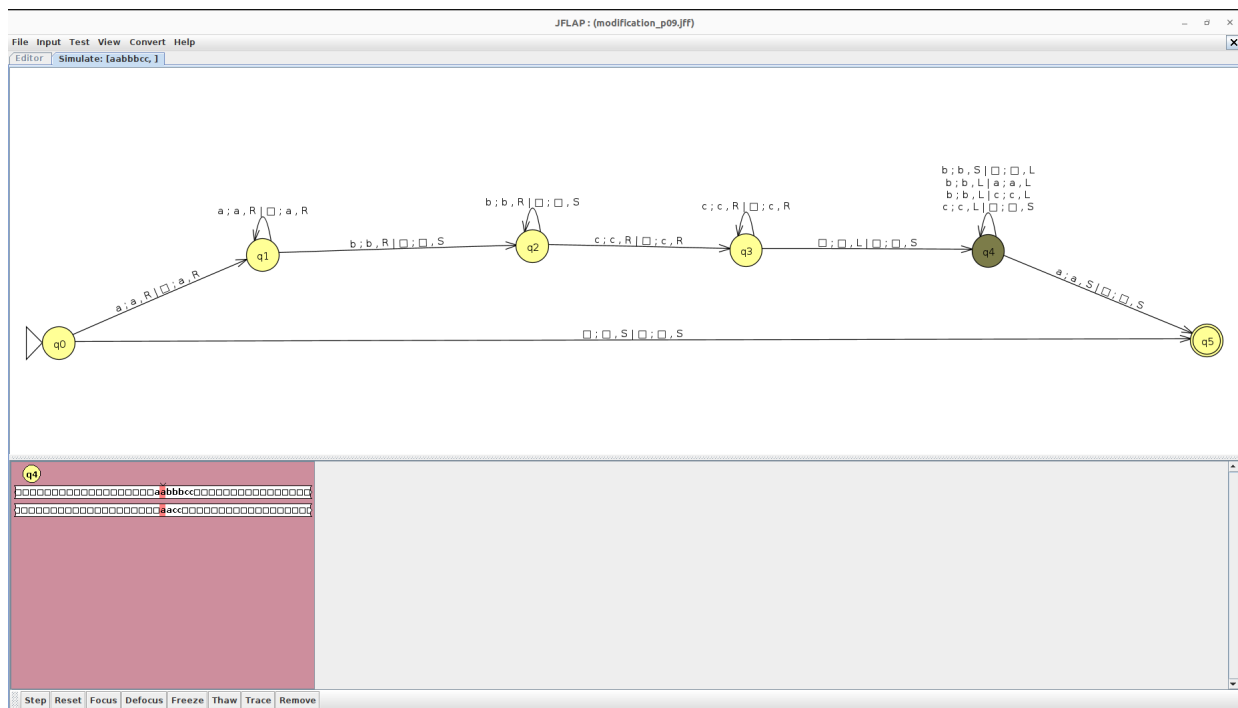 JFLAP : (modification_p09.jff)
File Input Test View Convert Help
Editor Simulate: [aabbbcc, ]
b ; b , S | □ ; □ , L
b ; b , L | a ; a , L
b ; b , L | c ; c , L
c ; c , L | □ ; □ , S
a ; a , R | □ ; a , R
b ; b , R | □ ; □ , S
c ; c , R | □ ; c , R
q1
b ; b , R | □ ; □ , S
q2
c ; c , R | □ ; c , R
q3
□ ; □ , L | □ ; □ , S
q4
a ; a , R | □ ; a , R
a ; a , S | □ ; □ , S
q0
□ ; □ , S | □ ; □ , S
q5
q4
□□□□□□□□□□□□□□□□□□□aabbbcc□□□□□□□□□□□□□□□□□□□□
□□□□□□□□□□□□□□□□□□□□aacc□□□□□□□□□□□□□□□□□□□□□□
Step Reset Focus Defocus Freeze Thaw Trace Remove